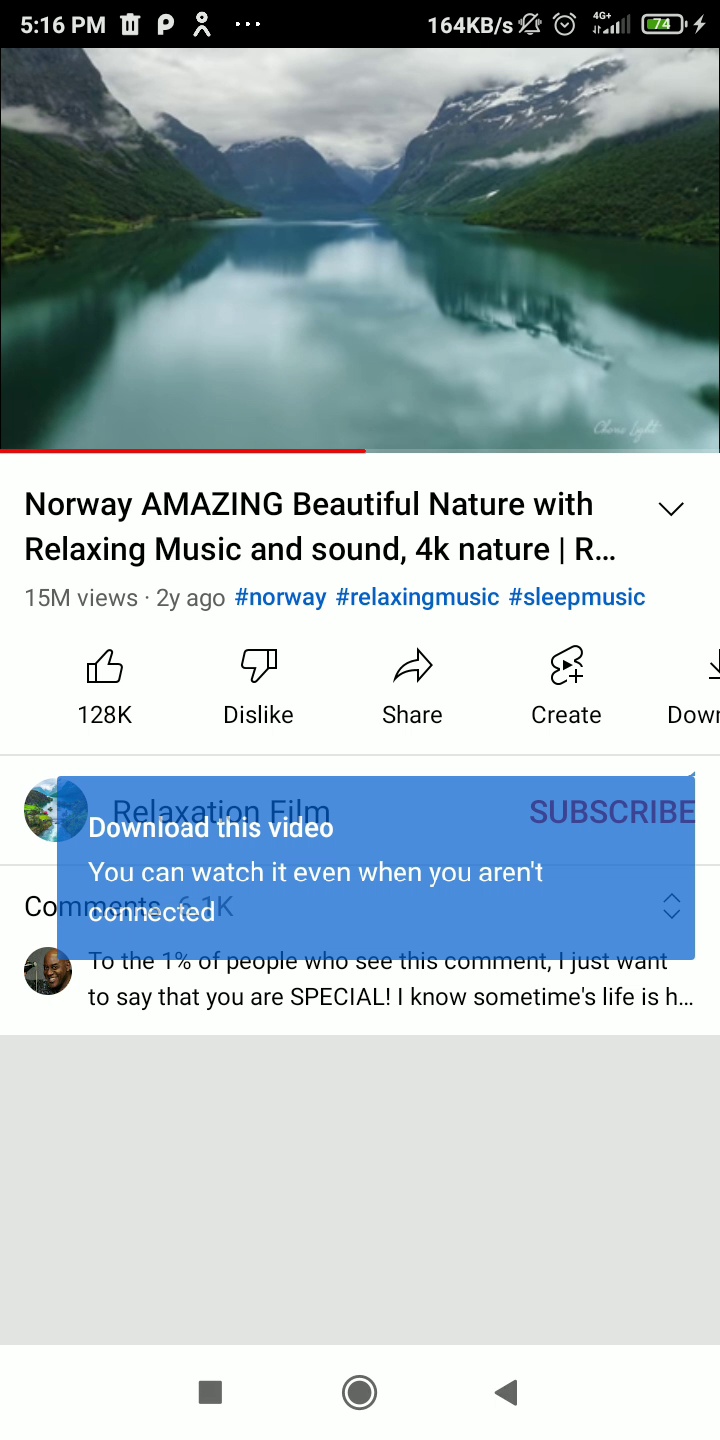 5:16 PM
164KB/s
4G+
74
Chone Light
Norway AMAZING Beautiful Nature with
Relaxing Music and sound, 4k nature | R...
15M views · 2y ago #norway #relaxingmusic #sleepmusic
128K
Dislike
Share
Create
Down
Relaxation Film
SUBSCRIBE
Download this video
You can watch it even when you aren't
connected
Comments 6.1K
To the 1% of people who see this comment, I just want
to say that you are SPECIAL! I know sometime's life is h...